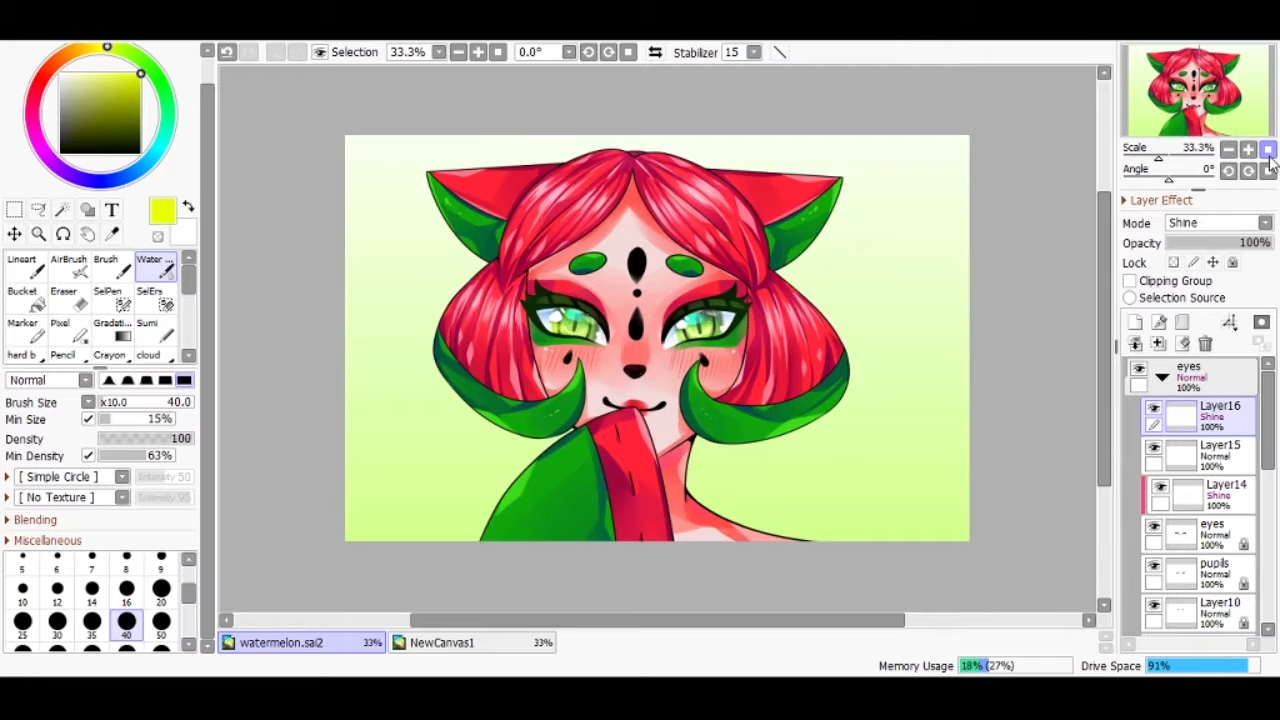 Selection 33.3% 0.0° Stabilizer 15
Scale 33.3%
Angle 0°
Layer Effect
Mode Shine
Opacity 100%
Lock
Clipping Group
Selection Source
T
Lineart AirBrush Brush Water ...
Bucket Eraser SelPen SelErs
Marker Pixel Gradati... Sumi
hard b Pencil Crayon cloud
Normal
Brush Size x10.0 40.0
Min Size 15%
Density 100
Min Density 63%
[ Simple Circle ] Intensity 50
[ No Texture ] Intensity 95
Blending
Miscellaneous
5 6 7 8 9
10 12 14 16 20
25 30 35 40 50
eyes
Normal
100%
Layer16
Shine
100%
Layer15
Normal
100%
Layer14
Shine
100%
eyes
Normal
100%
pupils
Normal
100%
Layer10
Normal
100%
watermelon.sai2 33% NewCanvas1 33%
Memory Usage 18% (27%) Drive Space 91%